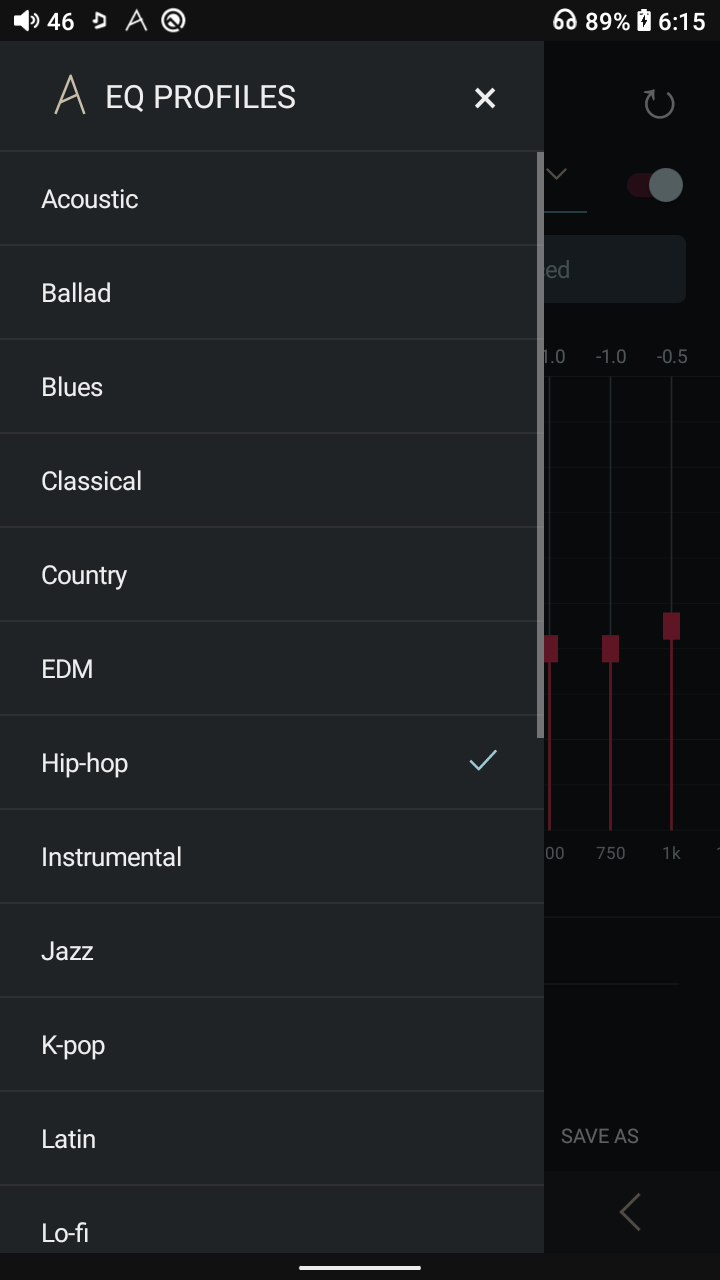 46 89% 6:15
EQ PROFILES
Acoustic
Ballad
Blues
Classical
Country
EDM
Hip-hop
Instrumental
Jazz
K-pop
Latin
Lo-fi
-1.0 -0.5
750 1k
SAVE AS